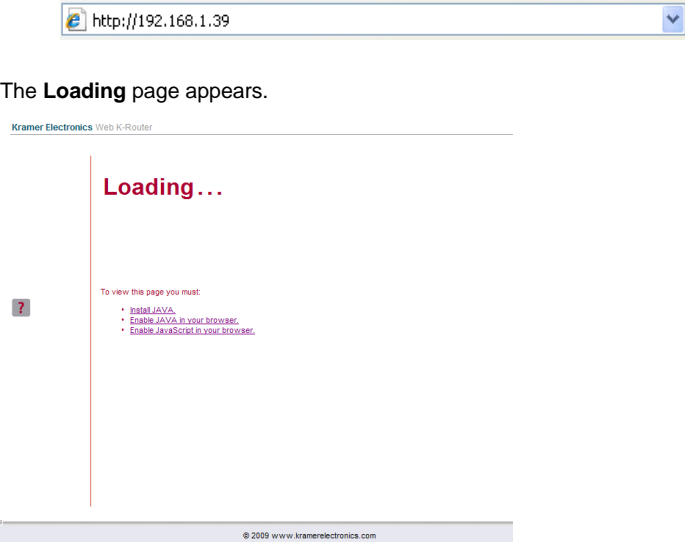 http://192.168.1.39
The Loading page appears.
Kramer Electronics Web K-Router
Loading...
To view this page you must:
?
• Install JAVA.
• Enable JAVA in your browser.
• Enable JavaScript in your browser.
© 2009 www.kramerelectronics.com